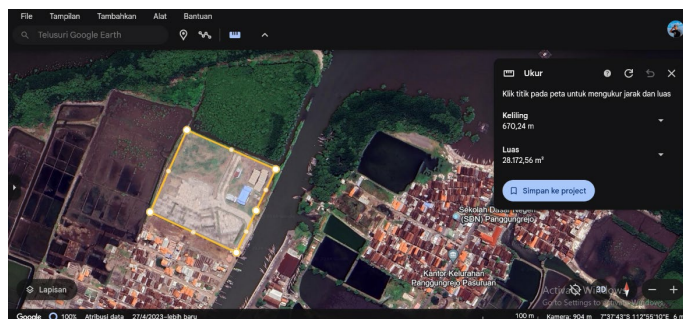 File Tampilan Tambahkan Alat Bantuan
Telusuri Google Earth
Ukur
Klik titik pada peta untuk mengukur jarak dan luas
Keliling
670,24 m
Luas
28.172,56 m²
Simpan ke project
Sekolah Dasar Negeri
(SDN) Panggungrejo
Kantor Kelurahan
Panggungrejo Pasuruan
Lapisan
Activate Windows
Go to Settings to activate Windows.
3D
Google 100% Atribusi data 27/4/2023–lebih baru 100 m Kamera: 904 m 7°37'43"S 112°55'10"E 6 m